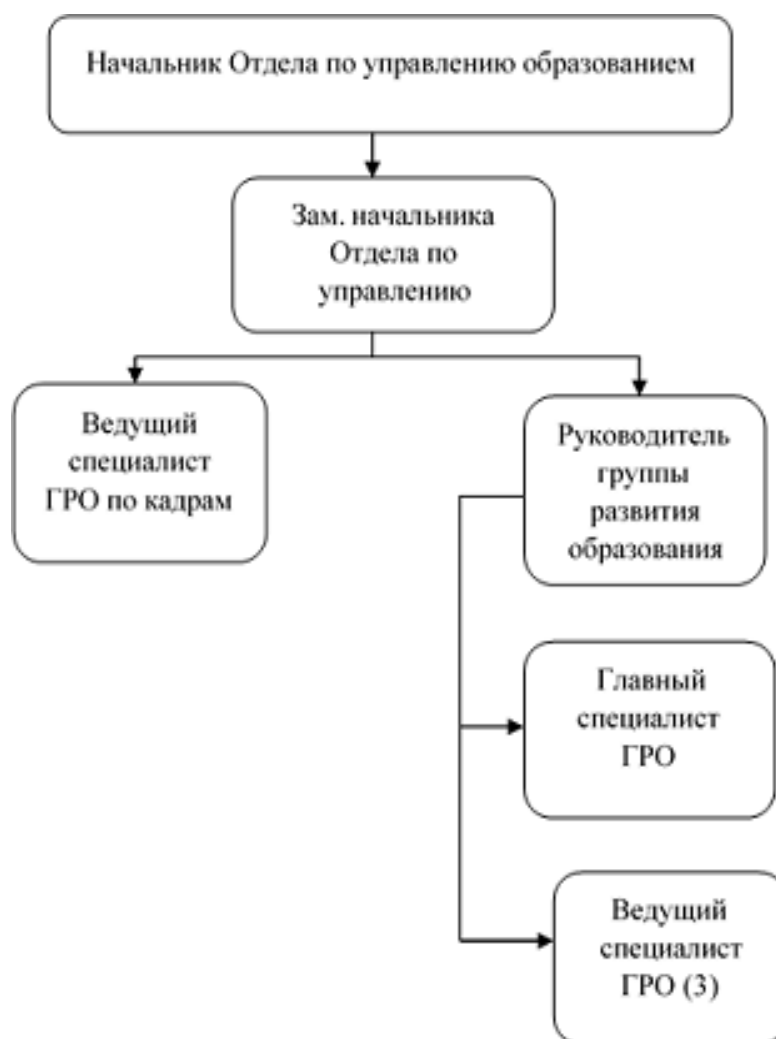 Начальник Отдела по управлению образованием
Зам. начальника
Отдела по
управлению
Ведущий
специалист
ГРО по кадрам
Руководитель
группы
развития
образования
Главный
специалист
ГРО
Ведущий
специалист
ГРО (3)